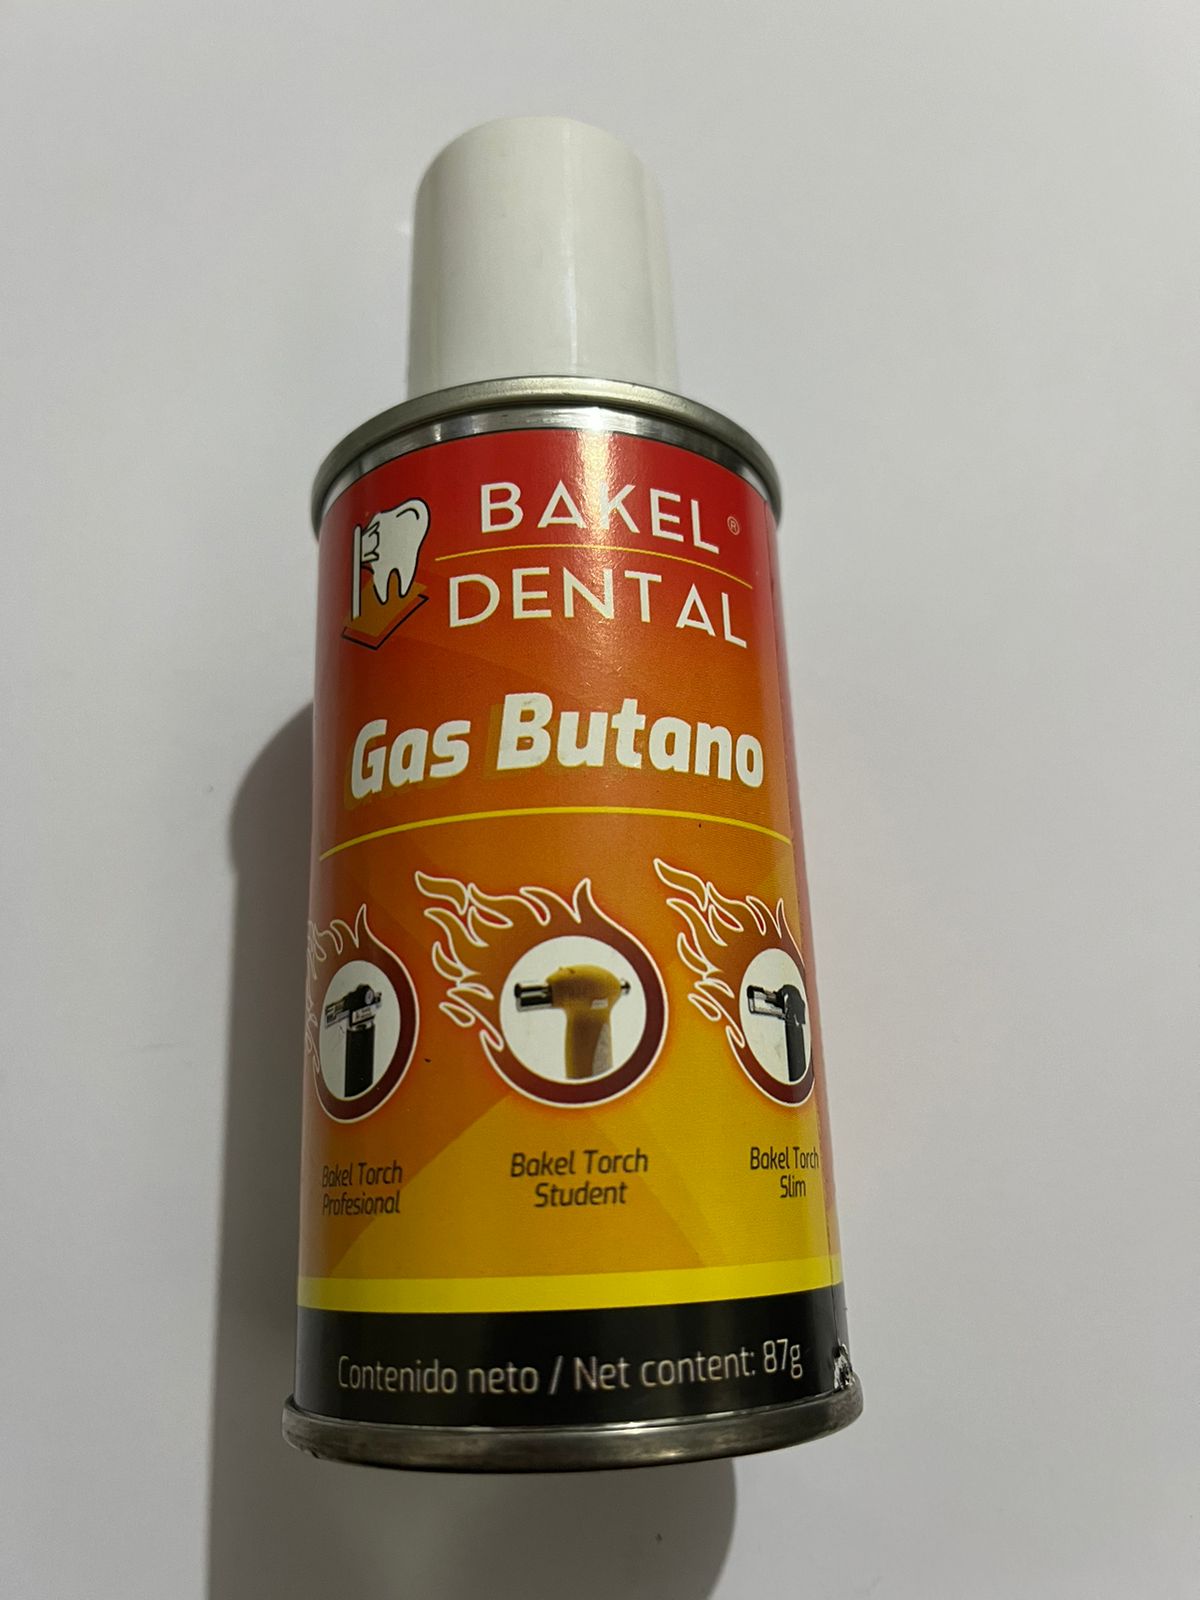 BAKEL ®
DENTAL
Gas Butano
Bakel Torch
Profesional
Bakel Torch
Student
Bakel Torch
Slim
Contenido neto / Net content: 87g